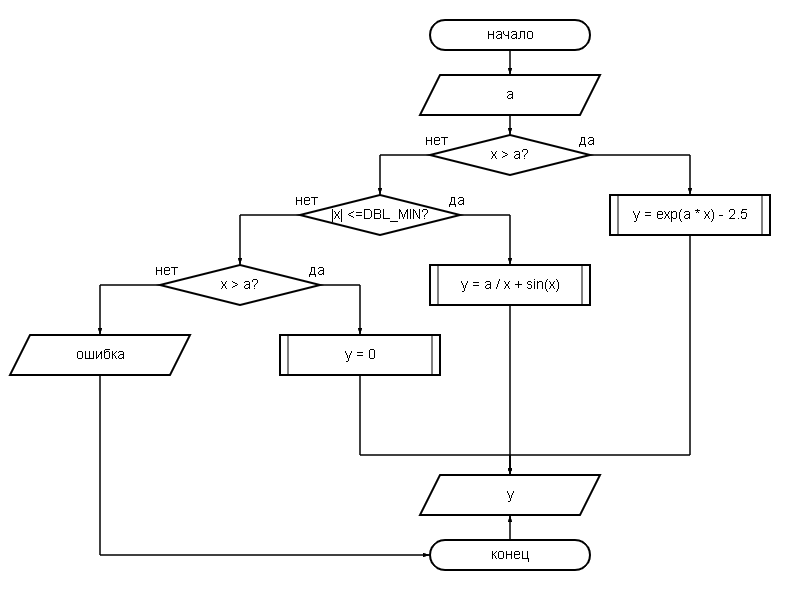 начало
a
нет
x > a?
да
нет
|x| <=DBL_MIN?
да
y = exp(a * x) - 2.5
нет
x > a?
да
y = a / x + sin(x)
ошибка
y = 0
y
конец